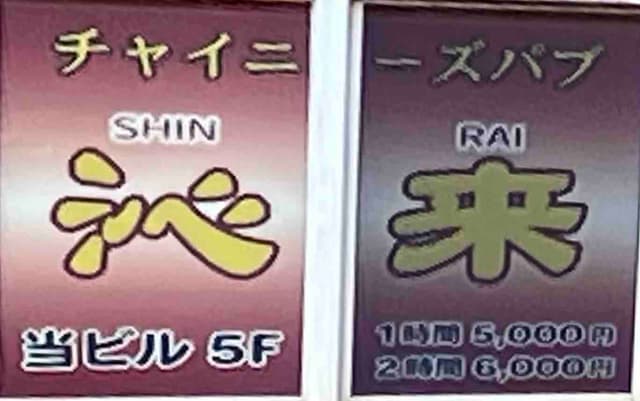 チャイニーズパブ
SHIN RAI
沁来
当ビル 5F
1時間 5,000円
2時間 6,000円